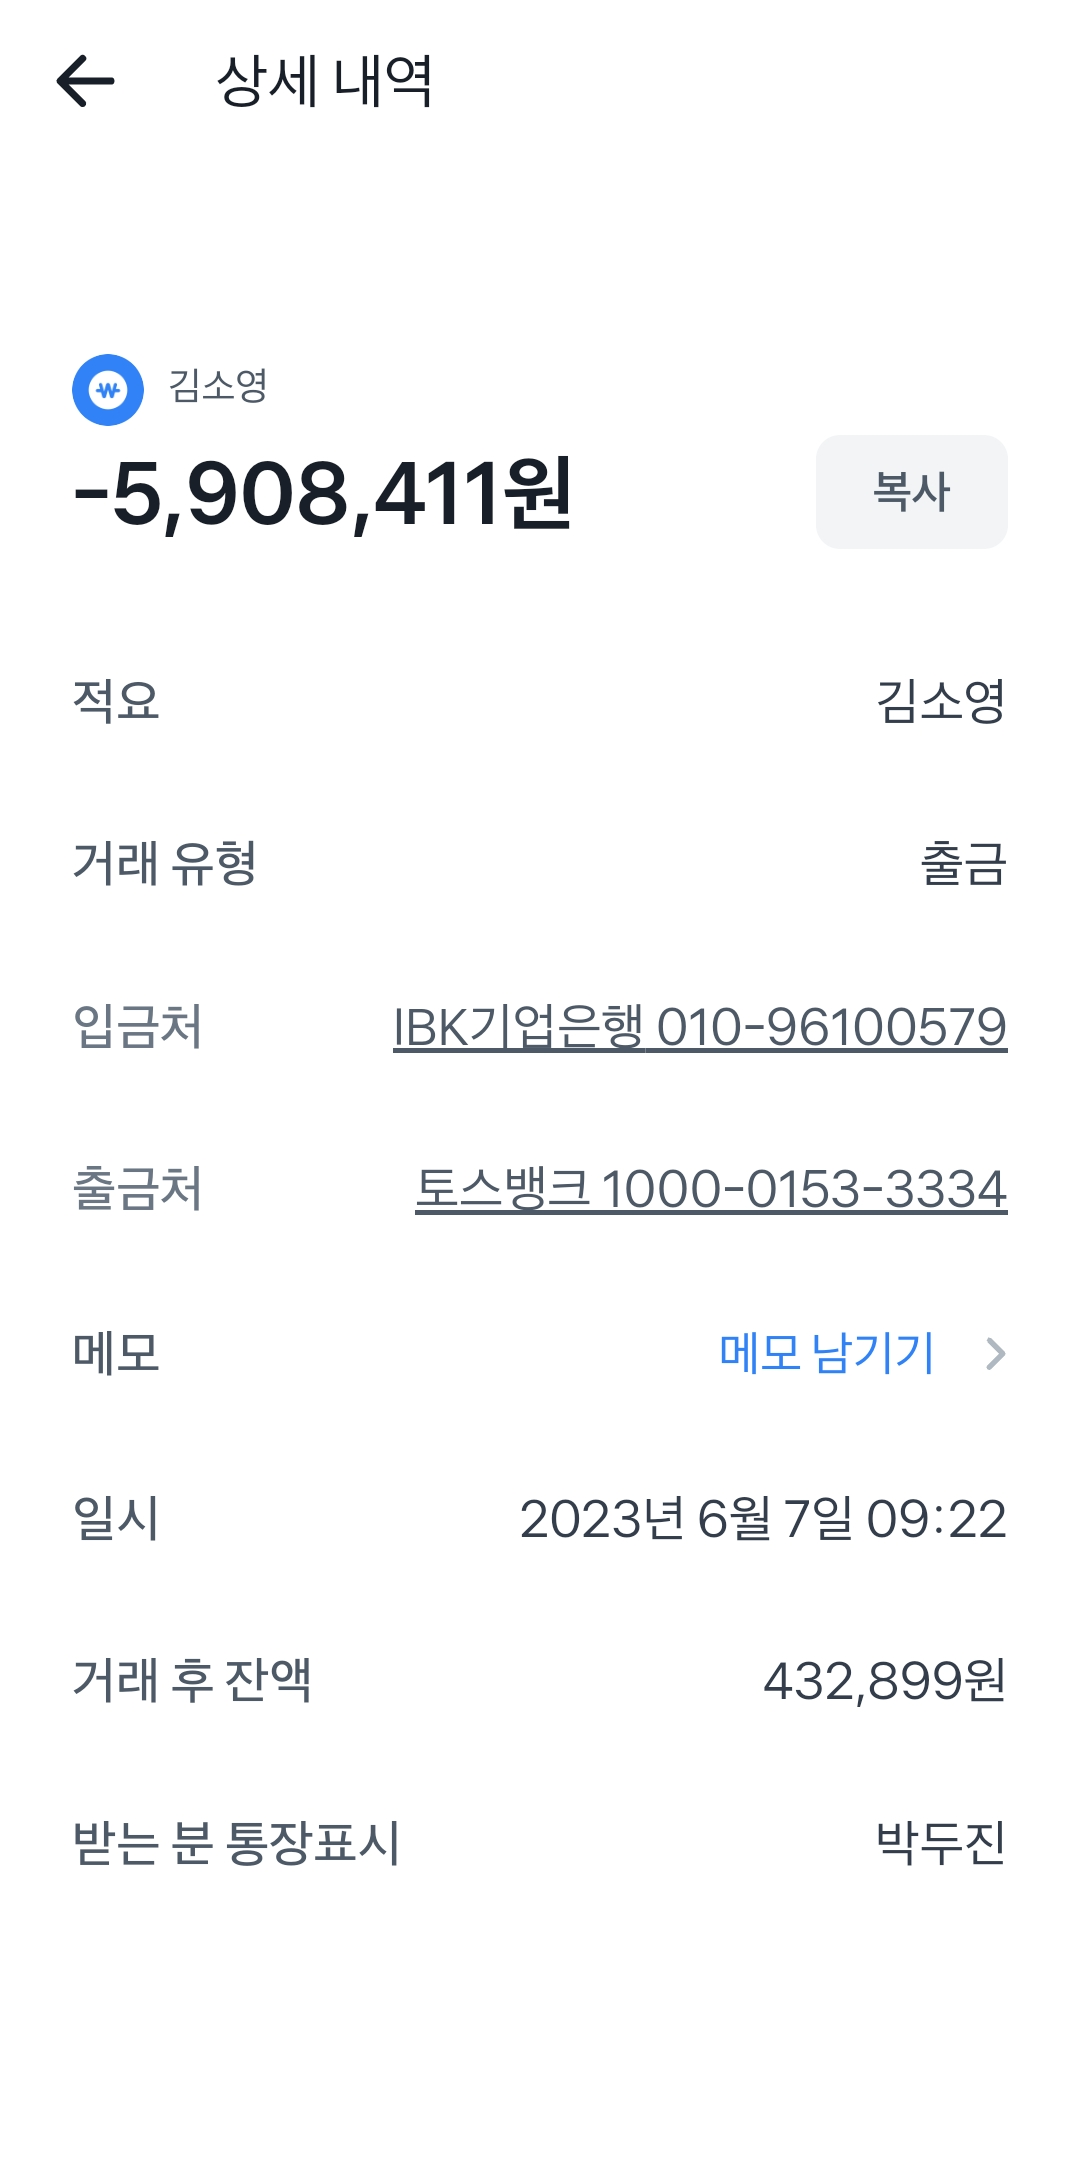 상세 내역
김소영
-5,908,411원
복사
적요 김소영
거래 유형 출금
입금처 IBK기업은행 010-96100579
출금처 토스뱅크 1000-0153-3334
메모 메모 남기기
일시 2023년 6월 7일 09:22
거래 후 잔액 432,899원
받는 분 통장표시 박두진